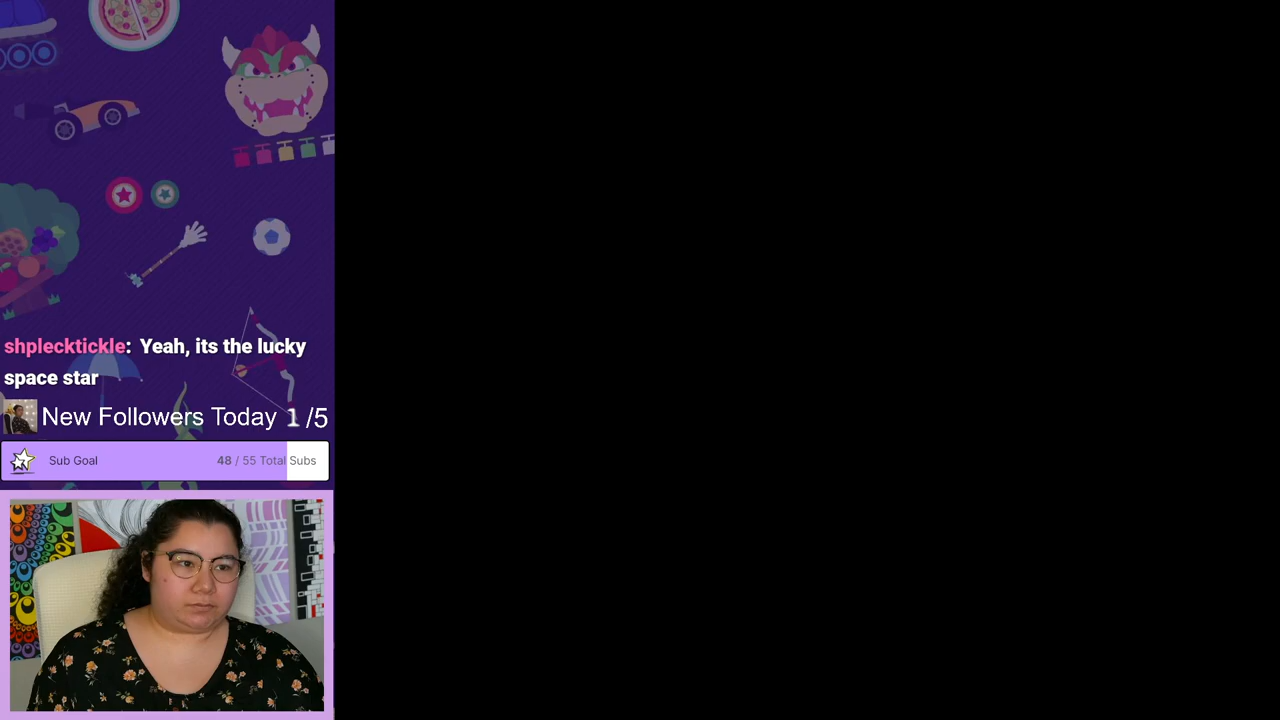 shplecktickle: Yeah, its the lucky
space star
New Followers Today 1 /5
Sub Goal 48 / 55 Total Subs